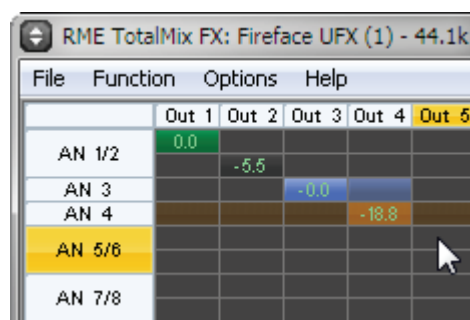 RME TotalMix FX: Fireface UFX (1) - 44.1k
File Function Options Help
Out 1 Out 2 Out 3 Out 4 Out 5
AN 1/2 0.0
-5.5
AN 3 -0.0
AN 4 -18.8
AN 5/6
AN 7/8